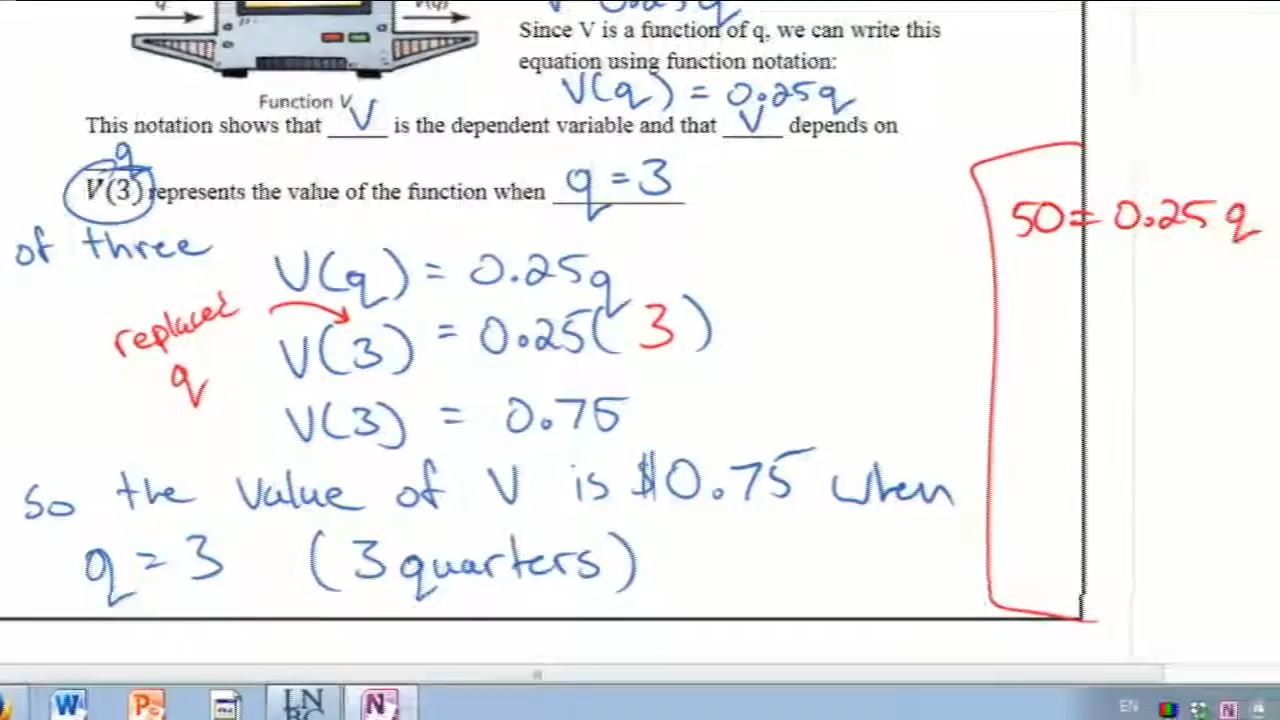 q V(q)
V 0.25q
Since V is a function of q, we can write this
equation using function notation:
V(q) = 0.25q
Function V
This notation shows that V is the dependent variable and that V depends on
q
V(3) represents the value of the function when q = 3
of three
50 = 0.25q
V(q) = 0.25q
replaced
q
V(3) = 0.25(3)
V(3) = 0.75
So the value of V is $0.75 when
q = 3 (3 quarters)
EN